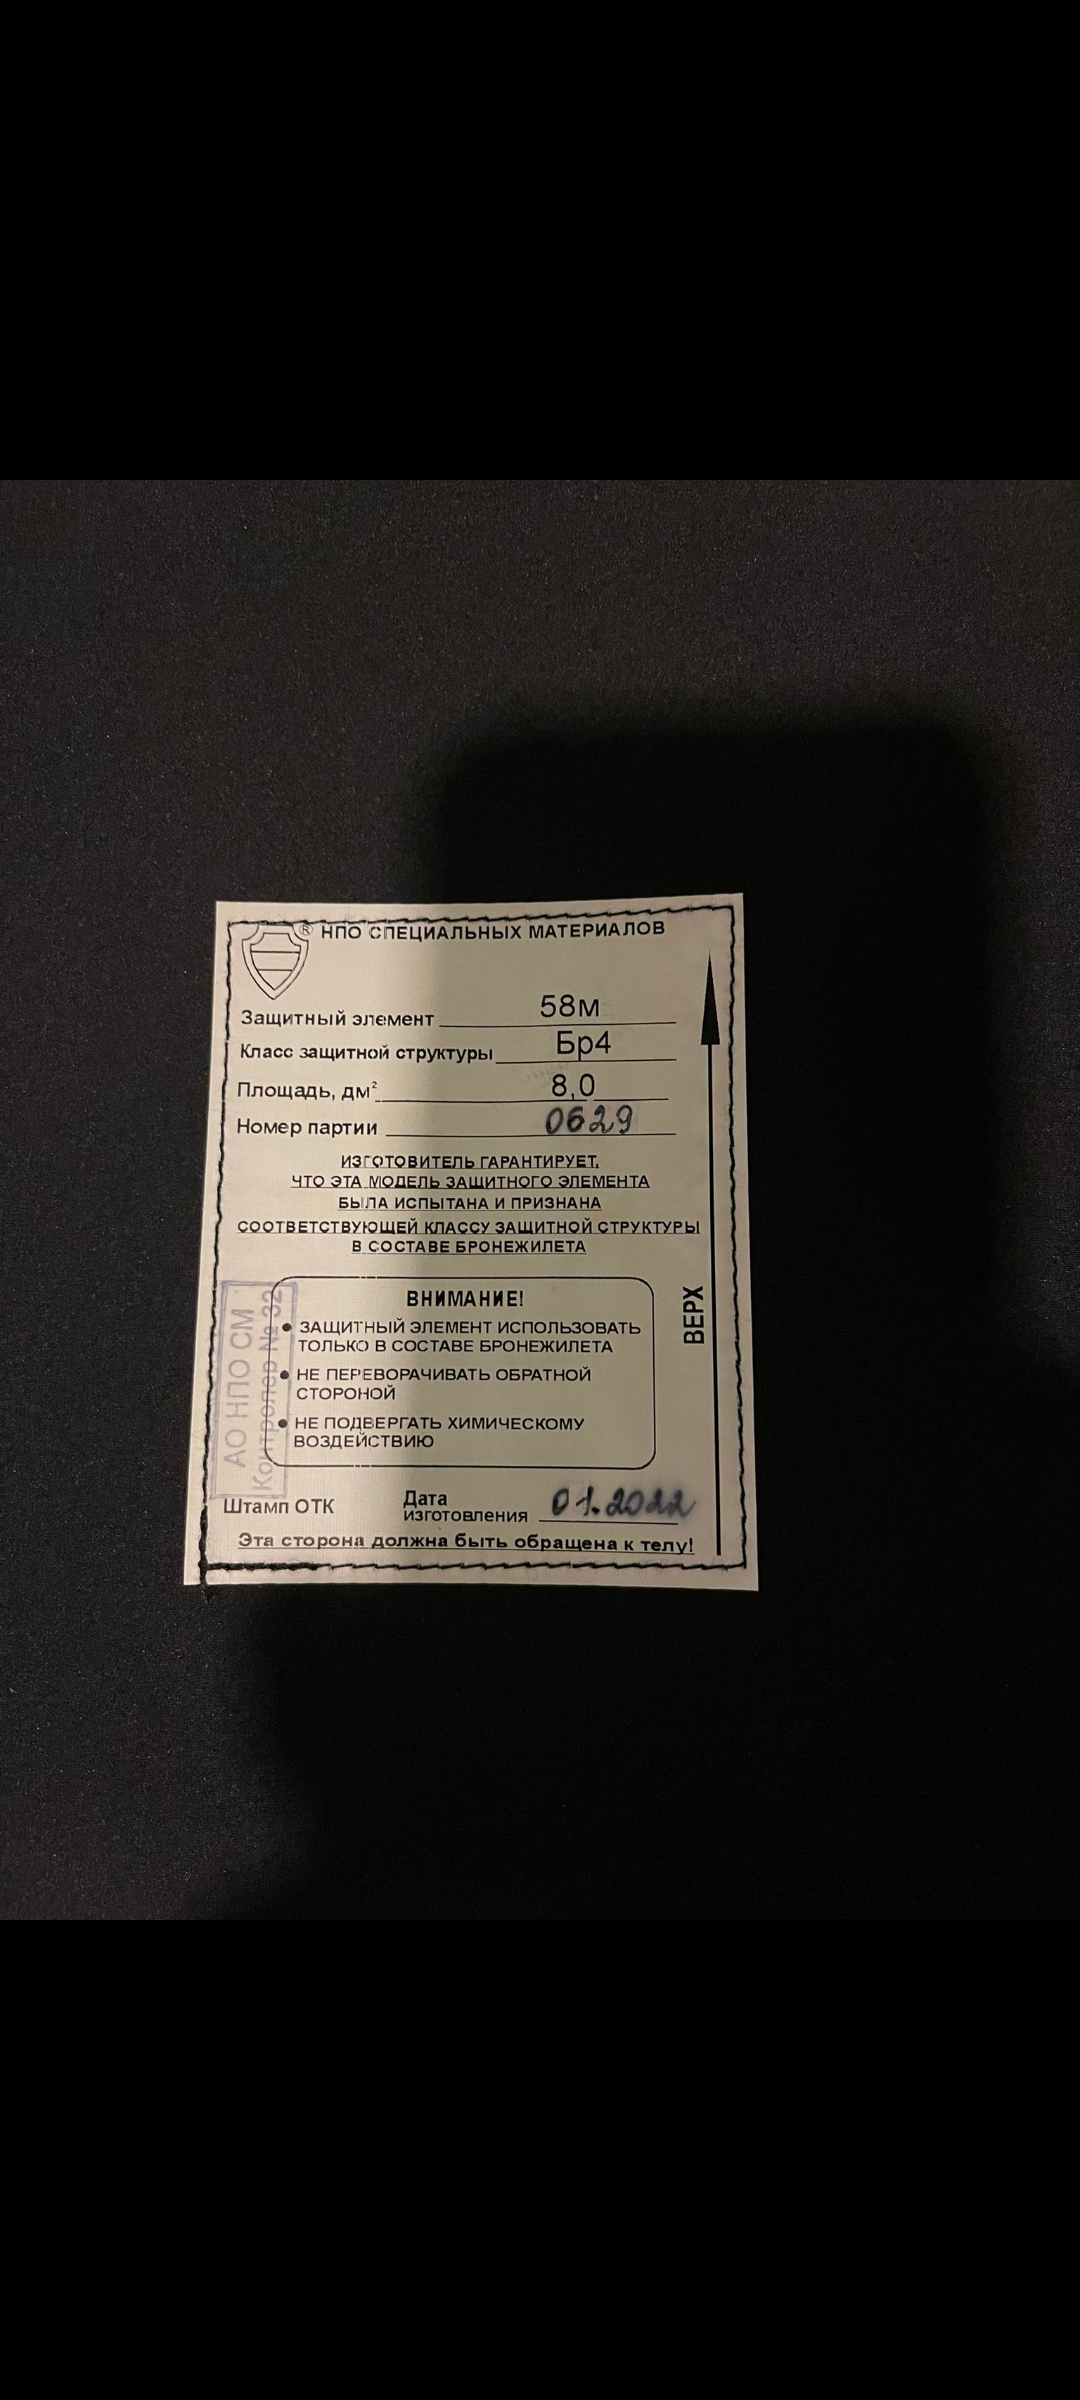 ® НПО СПЕЦИАЛЬНЫХ МАТЕРИАЛОВ
Защитный элемент 58м
Класс защитной структуры Бр4
Площадь, дм² 8,0
Номер партии 0629
ИЗГОТОВИТЕЛЬ ГАРАНТИРУЕТ,
ЧТО ЭТА МОДЕЛЬ ЗАЩИТНОГО ЭЛЕМЕНТА
БЫЛА ИСПЫТАНА И ПРИЗНАНА
СООТВЕТСТВУЮЩЕЙ КЛАССУ ЗАЩИТНОЙ СТРУКТУРЫ
В СОСТАВЕ БРОНЕЖИЛЕТА
ВНИМАНИЕ!
• ЗАЩИТНЫЙ ЭЛЕМЕНТ ИСПОЛЬЗОВАТЬ
ТОЛЬКО В СОСТАВЕ БРОНЕЖИЛЕТА
• НЕ ПЕРЕВОРАЧИВАТЬ ОБРАТНОЙ
СТОРОНОЙ
• НЕ ПОДВЕРГАТЬ ХИМИЧЕСКОМУ
ВОЗДЕЙСТВИЮ
ВЕРХ
АО НПО СМ
Контролер № 32
Штамп ОТК
Дата
изготовления 01.2022
Эта сторона должна быть обращена к телу!